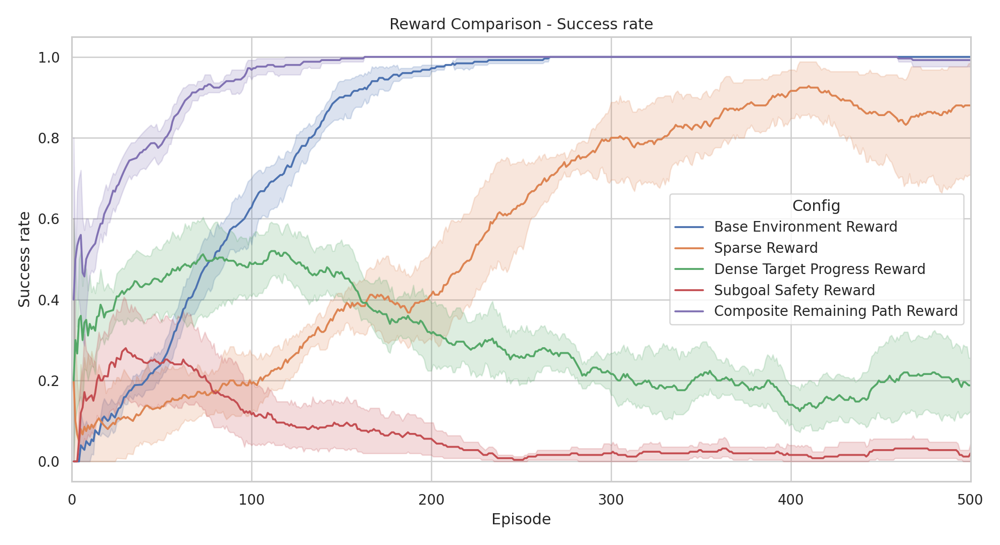 Reward Comparison - Success rate
Success rate
1.0
0.8
0.6
0.4
0.2
0.0
Config
Base Environment Reward
Sparse Reward
Dense Target Progress Reward
Subgoal Safety Reward
Composite Remaining Path Reward
0 100 200 300 400 500
Episode